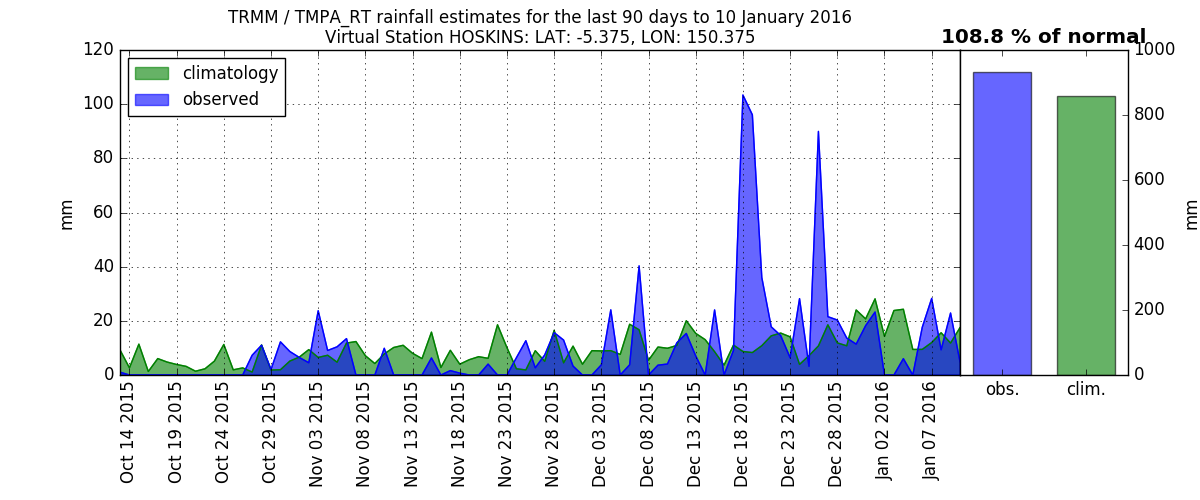 TRMM / TMPA_RT rainfall estimates for the last 90 days to 10 January 2016
Virtual Station HOSKINS: LAT: -5.375, LON: 150.375
108.8 % of normal
climatology
observed
mm
120
100
80
60
40
20
0
Oct 14 2015
Oct 19 2015
Oct 24 2015
Oct 29 2015
Nov 03 2015
Nov 08 2015
Nov 13 2015
Nov 18 2015
Nov 23 2015
Nov 28 2015
Dec 03 2015
Dec 08 2015
Dec 13 2015
Dec 18 2015
Dec 23 2015
Dec 28 2015
Jan 02 2016
Jan 07 2016
1000
800
600
400
200
0
mm
obs.
clim.